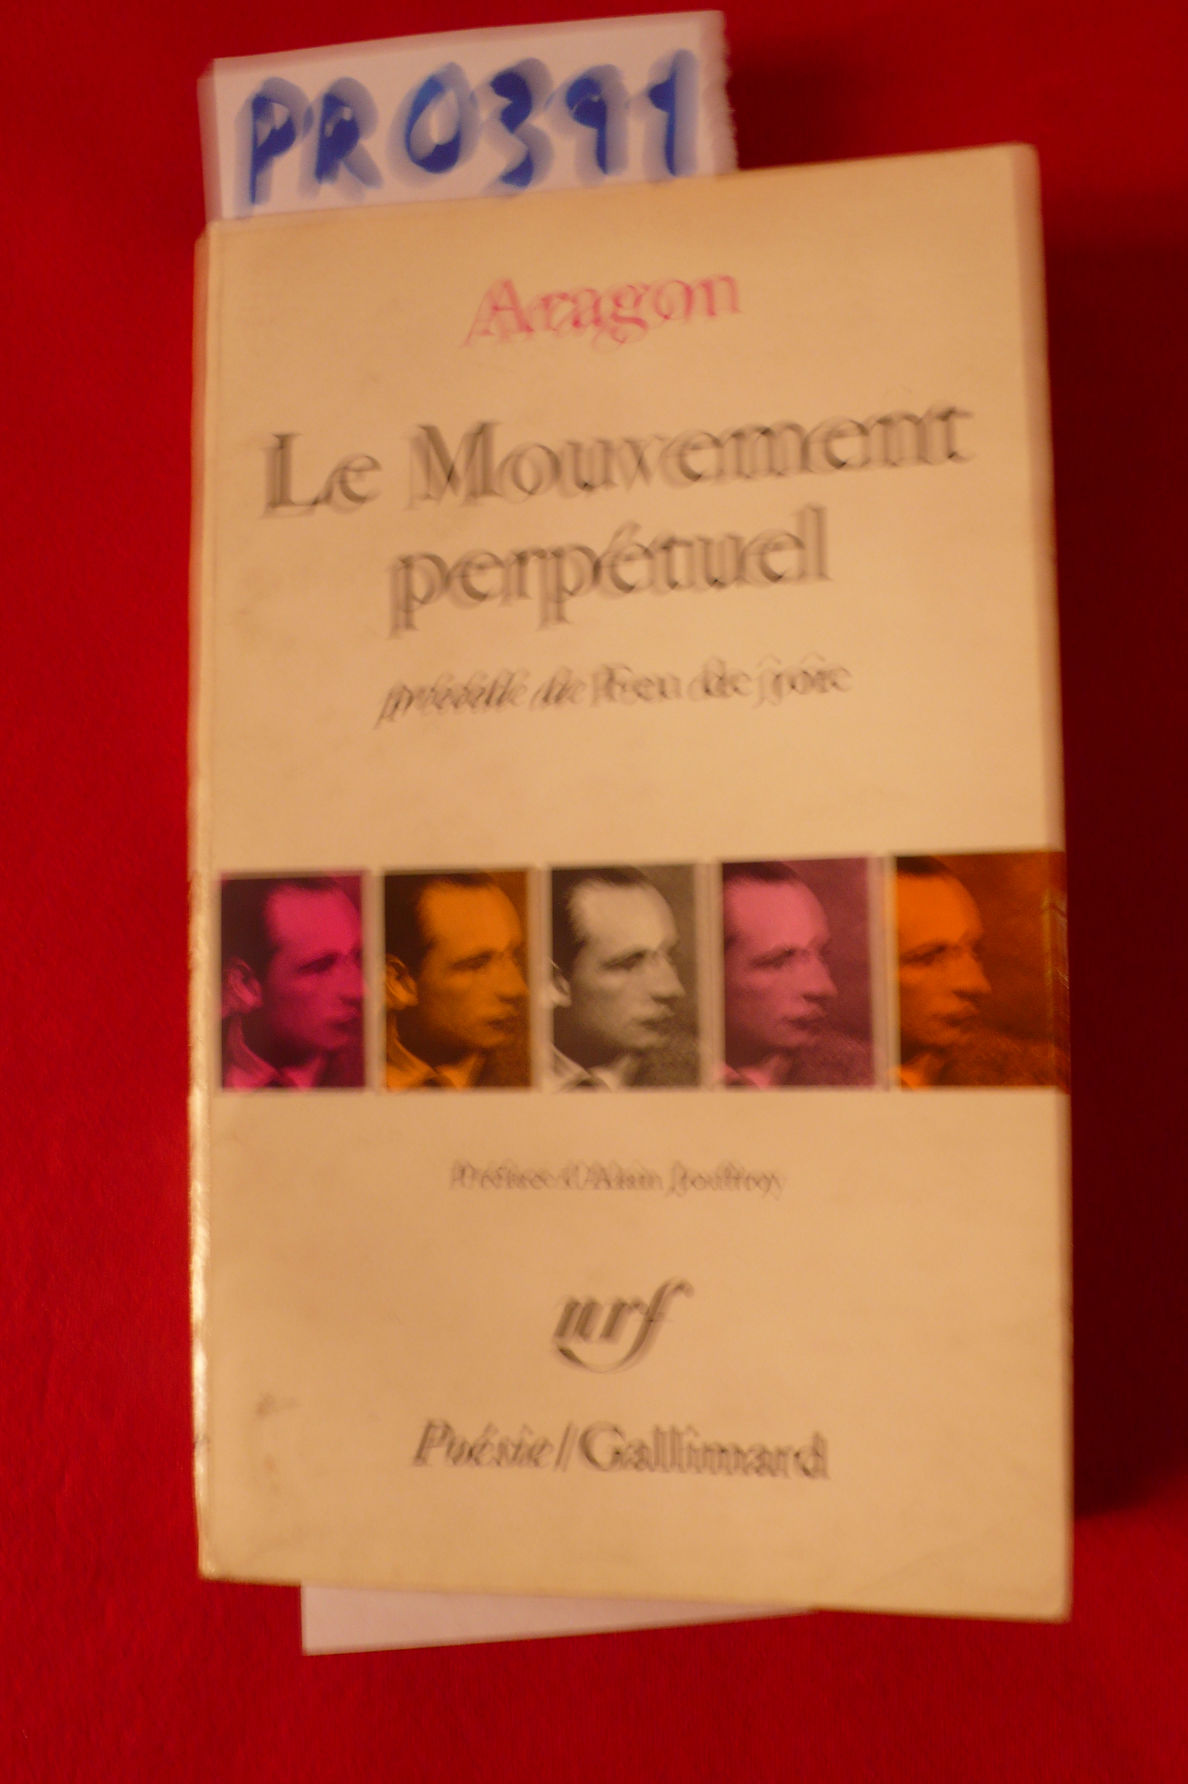 PR0391
Aragon
Le Mouvement
perpétuel
précédé de Feu de joie
Préface d'Alain Jouffroy
nrf
Poésie/Gallimard